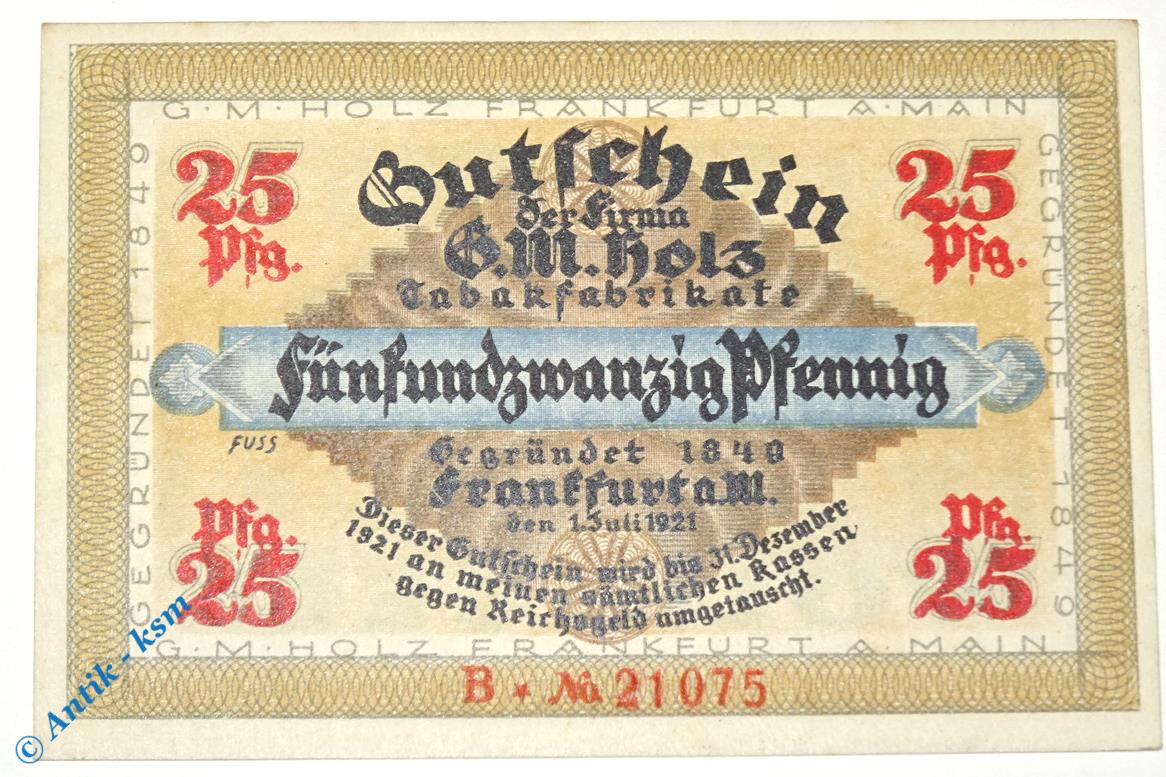 G·M·HOLZ FRANKFURT A·MAIN
GEGRÜNDET 1849
GEGRÜNDET 1849
25 Pfg.
25 Pfg.
Gutschein
der Firma
G.M.Holz
Tabakfabrikate
Fünfundzwanzig Pfennig
FUSS
Gegründet 1849
Frankfurt a.M.
den 1. Juli 1921
Dieser Gutschein wird bis 31. Dezember
1921 an meinen sämtlichen Kassen
gegen Reichsgeld umgetauscht.
Pfg. 25
Pfg. 25
G·M·HOLZ FRANKFURT A·MAIN
B * No. 21075
© Antik - ksm